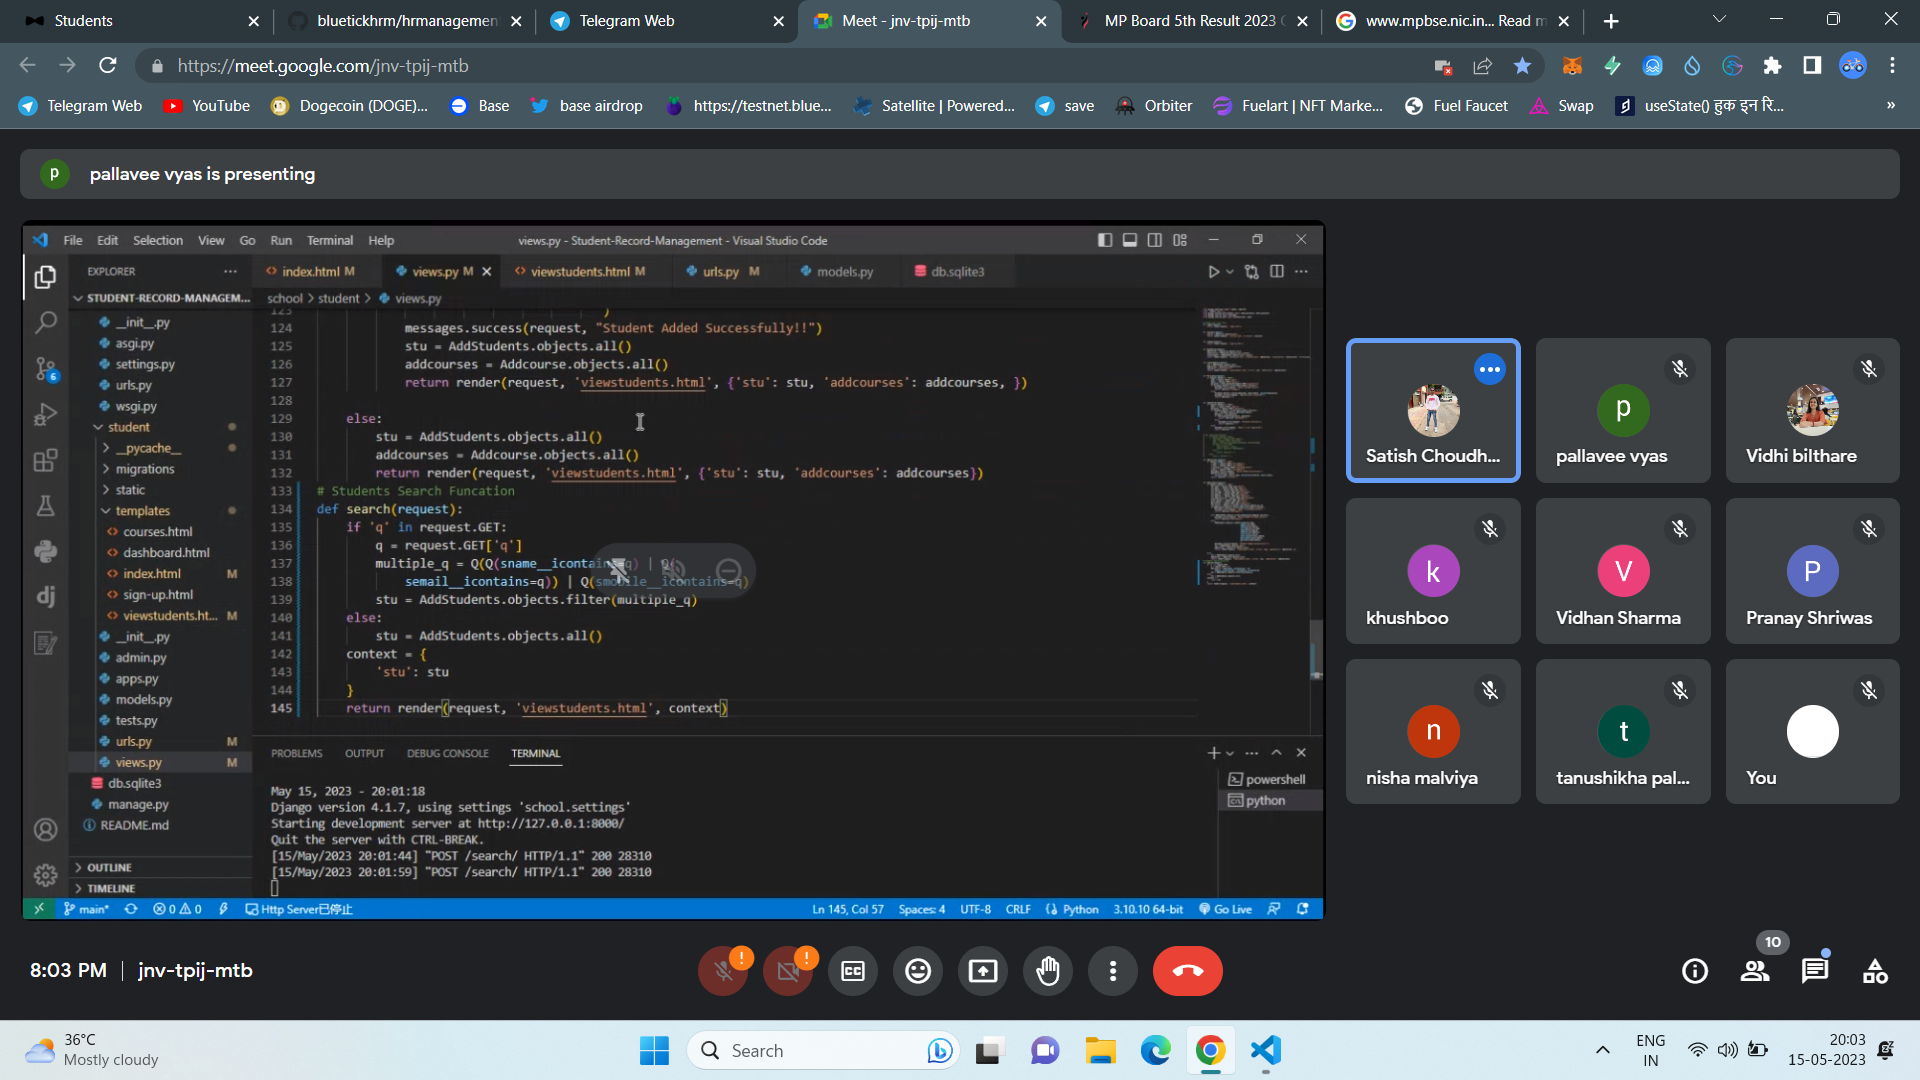 Students
bluetickhrm/hrmanagemen
Telegram Web
Meet - jnv-tpij-mtb
MP Board 5th Result 2023
www.mpbse.nic.in... Read m
https://meet.google.com/jnv-tpij-mtb
Telegram Web
YouTube
Dogecoin (DOGE)...
Base
base airdrop
https://testnet.blue...
Satellite | Powered...
save
Orbiter
Fuelart | NFT Marke...
Fuel Faucet
Swap
useState() हुक इन रि...
»
p
pallavee vyas is presenting
File Edit Selection View Go Run Terminal Help
views.py - Student-Record-Management - Visual Studio Code
EXPLORER
index.html M
views.py M
viewstudents.html M
urls.py M
models.py
db.sqlite3
STUDENT-RECORD-MANAGEM...
school > student > views.py
__init__.py
asgi.py
settings.py
urls.py
wsgi.py
student
__pycache__
migrations
static
templates
courses.html
dashboard.html
index.html M
sign-up.html
viewstudents.ht... M
__init__.py
admin.py
apps.py
models.py
tests.py
urls.py M
views.py M
db.sqlite3
manage.py
README.md
OUTLINE
TIMELINE
6
123 )
124 messages.success(request, "Student Added Successfully!!")
125 stu = AddStudents.objects.all()
126 addcourses = Addcourse.objects.all()
127 return render(request, 'viewstudents.html', {'stu': stu, 'addcourses': addcourses, })
128
129 else:
130 stu = AddStudents.objects.all()
131 addcourses = Addcourse.objects.all()
132 return render(request, 'viewstudents.html', {'stu': stu, 'addcourses': addcourses})
133 # Students Search Funcation
134 def search(request):
135 if 'q' in request.GET:
136 q = request.GET['q']
137 multiple_q = Q(Q(sname__icontains=q) | Q(
138 semail__icontains=q)) | Q(smobile__icontains=q)
139 stu = AddStudents.objects.filter(multiple_q)
140 else:
141 stu = AddStudents.objects.all()
142 context = {
143 'stu': stu
144 }
145 return render(request, 'viewstudents.html', context)
PROBLEMS OUTPUT DEBUG CONSOLE TERMINAL
powershell
python
May 15, 2023 - 20:01:18
Django version 4.1.7, using settings 'school.settings'
Starting development server at http://127.0.0.1:8000/
Quit the server with CTRL-BREAK.
[15/May/2023 20:01:44] "POST /search/ HTTP/1.1" 200 28310
[15/May/2023 20:01:59] "POST /search/ HTTP/1.1" 200 28310
main* 0 0 Http Server已停止
Ln 145, Col 57 Spaces: 4 UTF-8 CRLF Python 3.10.10 64-bit Go Live
Satish Choudh...
p
pallavee vyas
Vidhi bilthare
k
khushboo
V
Vidhan Sharma
P
Pranay Shriwas
n
nisha malviya
t
tanushikha pal...
You
8:03 PM | jnv-tpij-mtb
!
!
CC
10
36°C
Mostly cloudy
Search
ENG
IN
20:03
15-05-2023